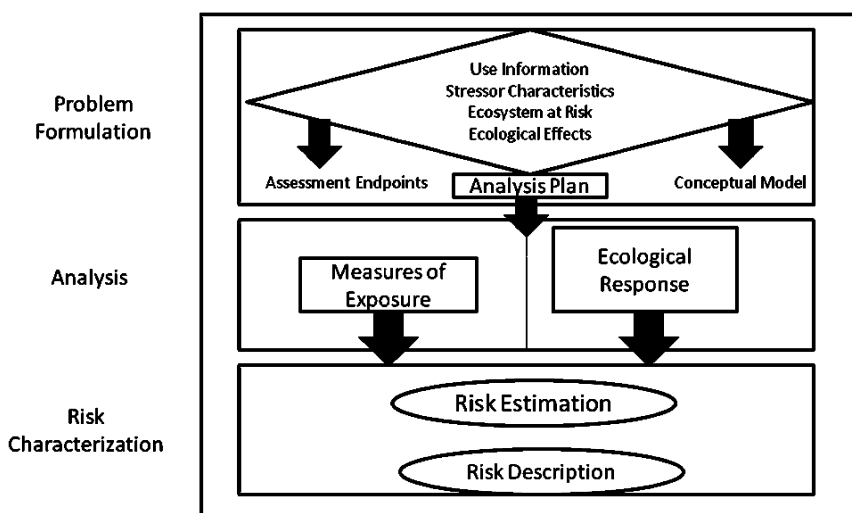 Problem
Formulation
Use Information
Stressor Characteristics
Ecosystem at Risk
Ecological Effects
Assessment Endpoints
Analysis Plan
Conceptual Model
Analysis
Measures of
Exposure
Ecological
Response
Risk
Characterization
Risk Estimation
Risk Description